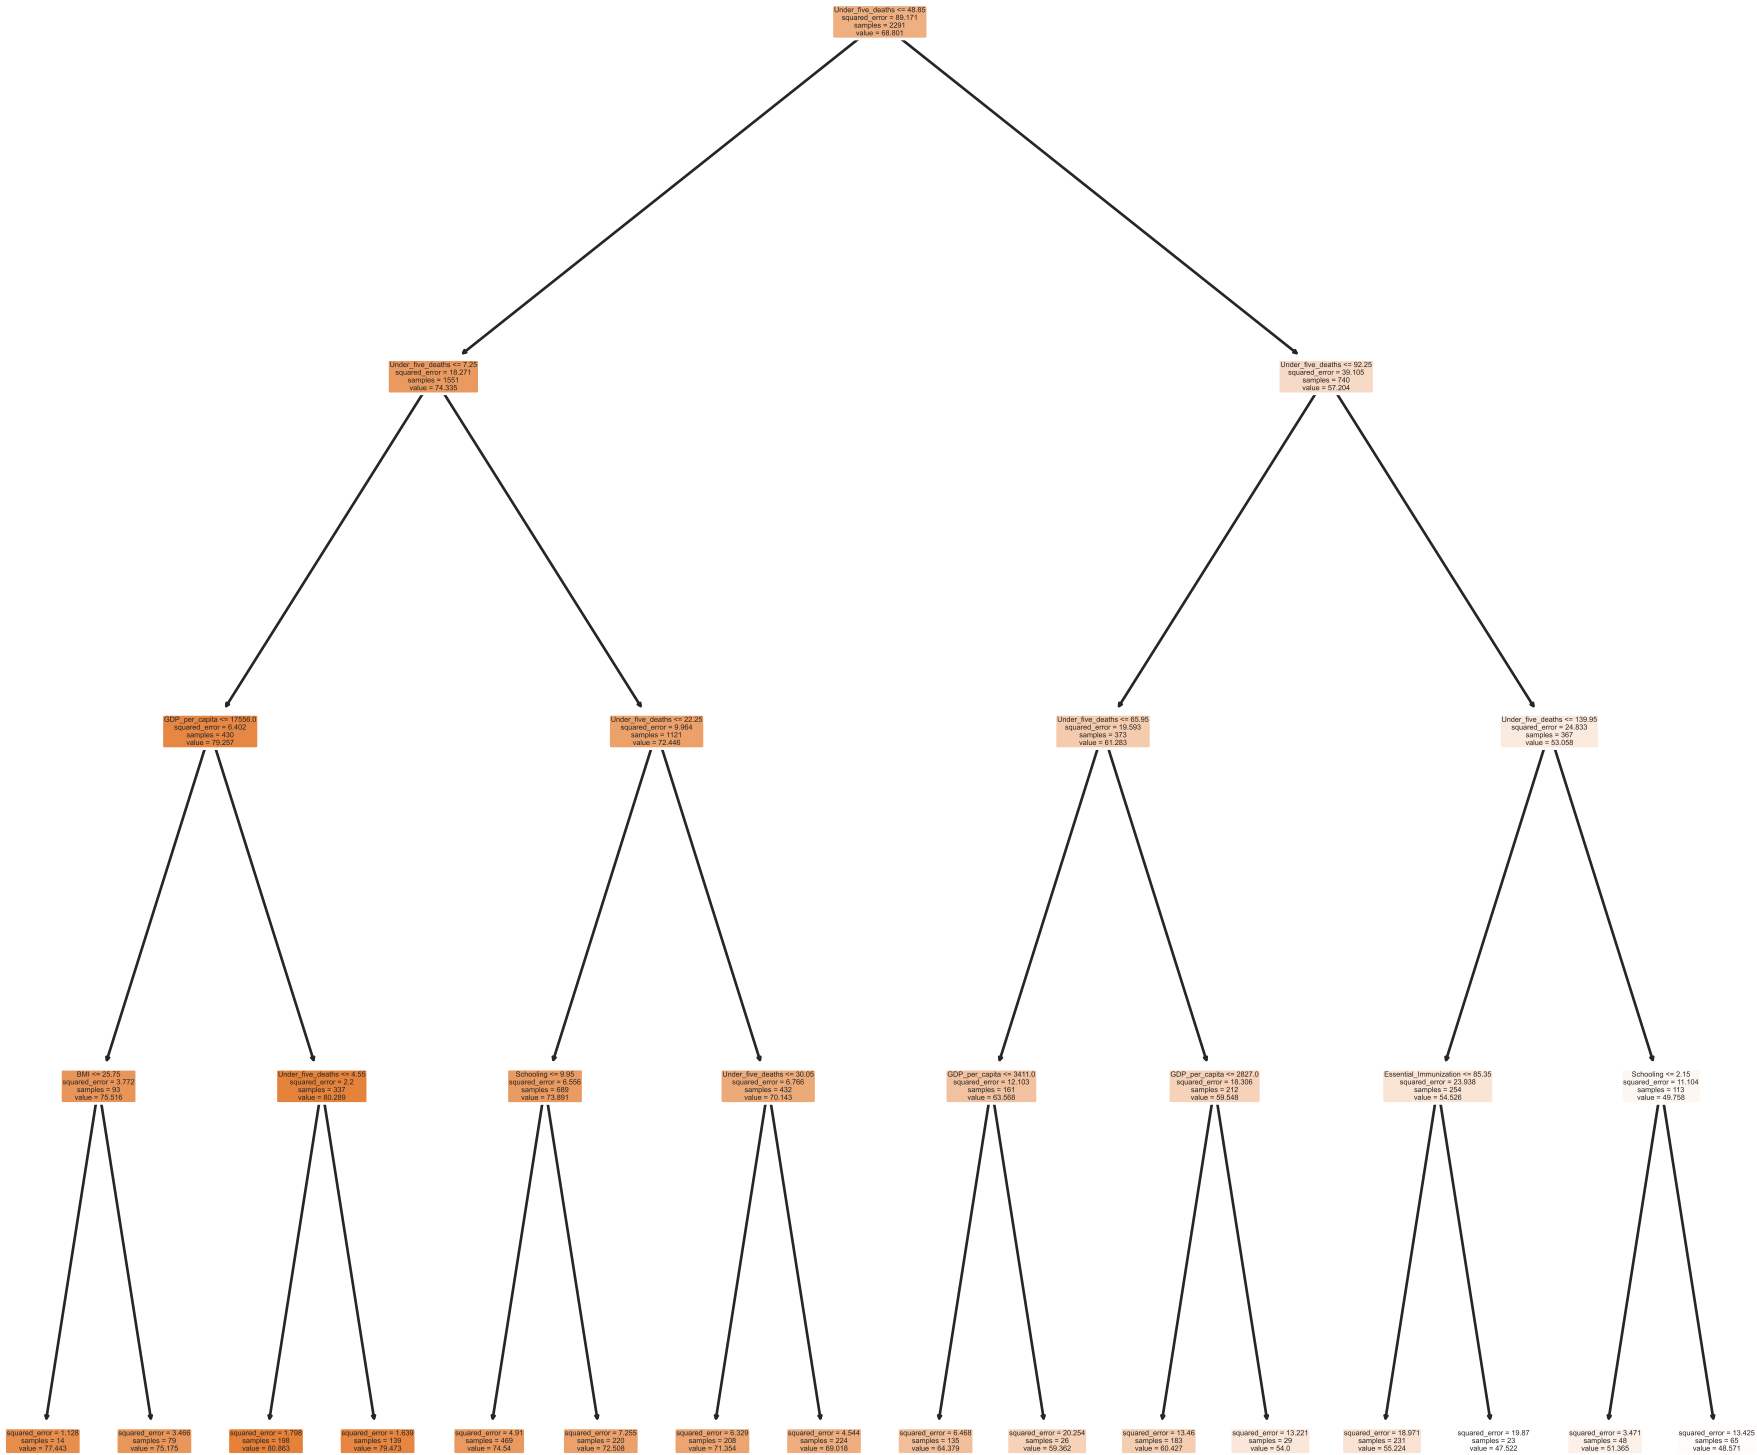 Under_five_deaths <= 48.85
squared_error = 89.171
samples = 2291
value = 68.801
Under_five_deaths <= 7.25
squared_error = 18.271
samples = 1551
value = 74.335
Under_five_deaths <= 92.25
squared_error = 39.105
samples = 740
value = 57.204
GDP_per_capita <= 17556.0
squared_error = 6.402
samples = 430
value = 79.257
Under_five_deaths <= 22.25
squared_error = 9.964
samples = 1121
value = 72.446
Under_five_deaths <= 65.95
squared_error = 19.593
samples = 373
value = 61.283
Under_five_deaths <= 139.95
squared_error = 24.833
samples = 367
value = 53.058
BMI <= 25.75
squared_error = 3.772
samples = 93
value = 75.516
Under_five_deaths <= 4.55
squared_error = 2.2
samples = 337
value = 80.289
Schooling <= 9.95
squared_error = 6.556
samples = 689
value = 73.891
Under_five_deaths <= 30.05
squared_error = 6.766
samples = 432
value = 70.143
GDP_per_capita <= 3411.0
squared_error = 12.103
samples = 161
value = 63.568
GDP_per_capita <= 2827.0
squared_error = 18.306
samples = 212
value = 59.548
Essential_Immunization <= 85.35
squared_error = 23.938
samples = 254
value = 54.526
Schooling <= 2.15
squared_error = 11.104
samples = 113
value = 49.758
squared_error = 1.128
samples = 14
value = 77.443
squared_error = 3.466
samples = 79
value = 75.175
squared_error = 1.798
samples = 198
value = 80.863
squared_error = 1.639
samples = 139
value = 79.473
squared_error = 4.91
samples = 469
value = 74.54
squared_error = 7.255
samples = 220
value = 72.508
squared_error = 6.329
samples = 208
value = 71.354
squared_error = 4.544
samples = 224
value = 69.018
squared_error = 6.468
samples = 135
value = 64.379
squared_error = 20.254
samples = 26
value = 59.362
squared_error = 13.46
samples = 183
value = 60.427
squared_error = 13.221
samples = 29
value = 54.0
squared_error = 18.971
samples = 231
value = 55.224
squared_error = 19.87
samples = 23
value = 47.522
squared_error = 3.471
samples = 48
value = 51.365
squared_error = 13.425
samples = 65
value = 48.571